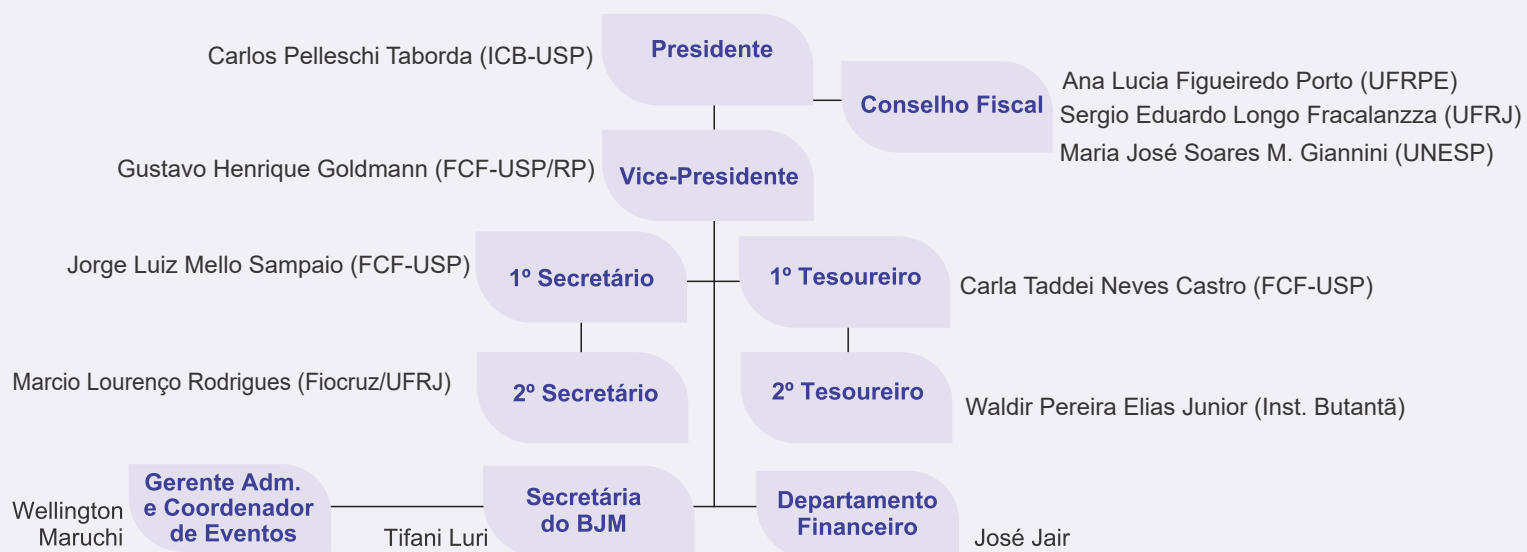 Carlos Pelleschi Taborda (ICB-USP)
Presidente
Conselho Fiscal
Ana Lucia Figueiredo Porto (UFRPE)
Sergio Eduardo Longo Fracalanzza (UFRJ)
Maria José Soares M. Giannini (UNESP)
Gustavo Henrique Goldmann (FCF-USP/RP)
Vice-Presidente
Jorge Luiz Mello Sampaio (FCF-USP)
1º Secretário
1º Tesoureiro
Carla Taddei Neves Castro (FCF-USP)
Marcio Lourenço Rodrigues (Fiocruz/UFRJ)
2º Secretário
2º Tesoureiro
Waldir Pereira Elias Junior (Inst. Butantã)
Wellington
Maruchi
Gerente Adm.
e Coordenador
de Eventos
Tifani Luri
Secretária
do BJM
Departamento
Financeiro
José Jair